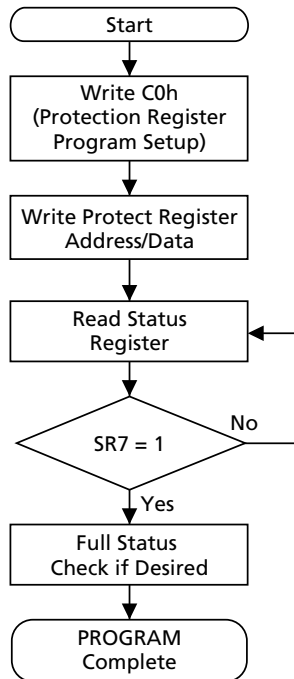 Start
Write C0h
(Protection Register
Program Setup)
Write Protect Register
Address/Data
Read Status
Register
SR7 = 1
No
Yes
Full Status
Check if Desired
PROGRAM
Complete